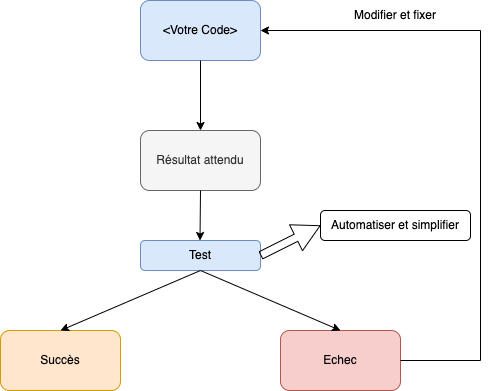 Modifier et fixer
<Votre Code>
Résultat attendu
Automatiser et simplifier
Test
Succès
Echec